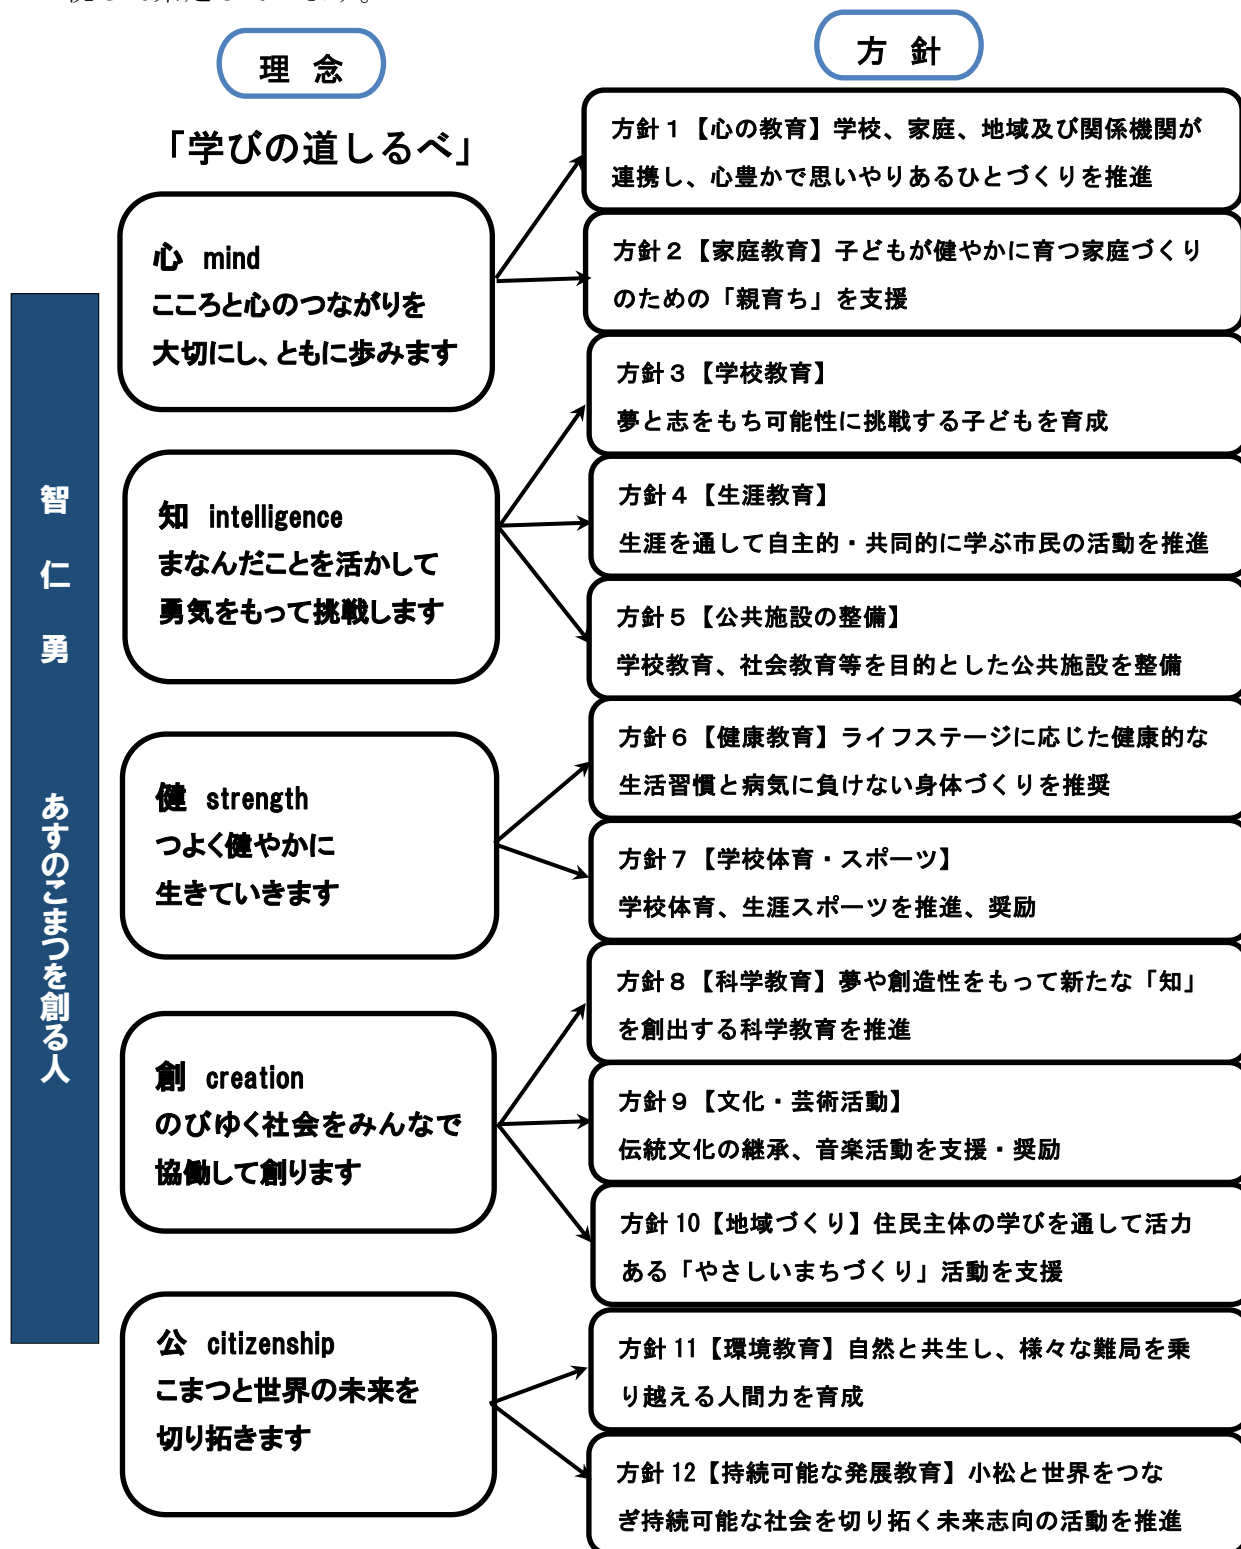 理 念
方 針
「学びの道しるべ」
智 仁 勇 あすのこまつを創る人
心 mind
こころと心のつながりを
大切にし、ともに歩みます
知 intelligence
まなんだことを活かして
勇気をもって挑戦します
健 strength
つよく健やかに
生きていきます
創 creation
のびゆく社会をみんなで
協働して創ります
公 citizenship
こまつと世界の未来を
切り拓きます
方針1【心の教育】学校、家庭、地域及び関係機関が
連携し、心豊かで思いやりあるひとづくりを推進
方針2【家庭教育】子どもが健やかに育つ家庭づくり
のための「親育ち」を支援
方針3【学校教育】
夢と志をもち可能性に挑戦する子どもを育成
方針4【生涯教育】
生涯を通して自主的・共同的に学ぶ市民の活動を推進
方針5【公共施設の整備】
学校教育、社会教育等を目的とした公共施設を整備
方針6【健康教育】ライフステージに応じた健康的な
生活習慣と病気に負けない身体づくりを推奨
方針7【学校体育・スポーツ】
学校体育、生涯スポーツを推進、奨励
方針8【科学教育】夢や創造性をもって新たな「知」
を創出する科学教育を推進
方針9【文化・芸術活動】
伝統文化の継承、音楽活動を支援・奨励
方針10【地域づくり】住民主体の学びを通して活力
ある「やさしいまちづくり」活動を支援
方針11【環境教育】自然と共生し、様々な難局を乗
り越える人間力を育成
方針12【持続可能な発展教育】小松と世界をつな
ぎ持続可能な社会を切り拓く未来志向の活動を推進